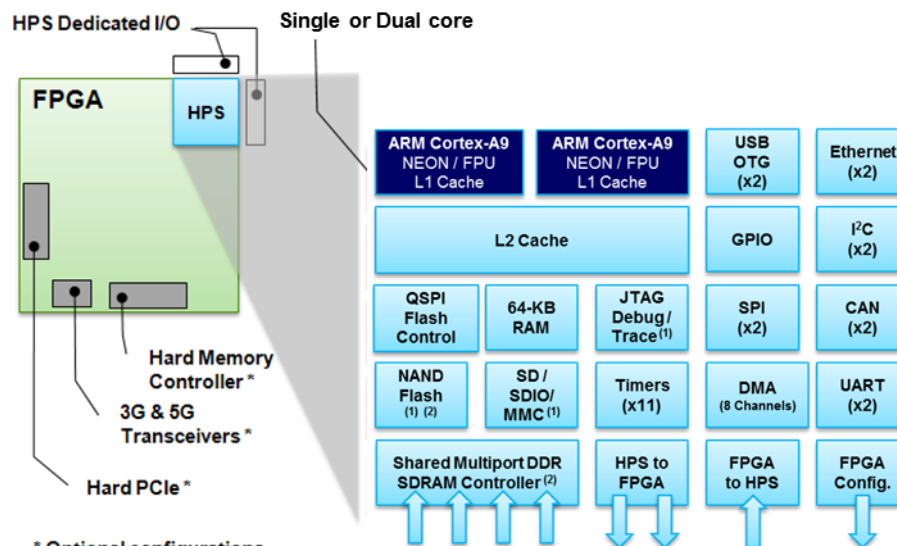 HPS Dedicated I/O
Single or Dual core
FPGA
HPS
ARM Cortex-A9
NEON / FPU
L1 Cache
ARM Cortex-A9
NEON / FPU
L1 Cache
USB
OTG
(x2)
Ethernet
(x2)
L2 Cache
GPIO
I²C
(x2)
QSPI
Flash
Control
64-KB
RAM
JTAG
Debug/
Trace(1)
SPI
(x2)
CAN
(x2)
NAND
Flash
(1) (2)
SD /
SDIO/
MMC(1)
Timers
(x11)
DMA
(8 Channels)
UART
(x2)
Shared Multiport DDR
SDRAM Controller(2)
HPS to
FPGA
FPGA
to HPS
FPGA
Config.
Hard Memory
Controller *
3G & 5G
Transceivers *
Hard PCIe *
* Optional configurations